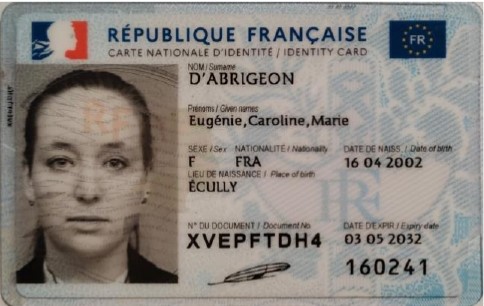 RÉPUBLIQUE FRANÇAISE
FR
CARTE NATIONALE D'IDENTITÉ / IDENTITY CARD
NOM / Surname
D'ABRIGEON
Prénoms / Given names
Eugénie,Caroline,Marie
SEXE / Sex NATIONALITÉ / Nationality DATE DE NAISS. / Date of birth
F FRA 16 04 2002
LIEU DE NAISSANCE / Place of birth
ÉCULLY
N° DU DOCUMENT / Document No DATE D'EXPIR / Expiry date
XVEPFTDH4 03 05 2032
160241